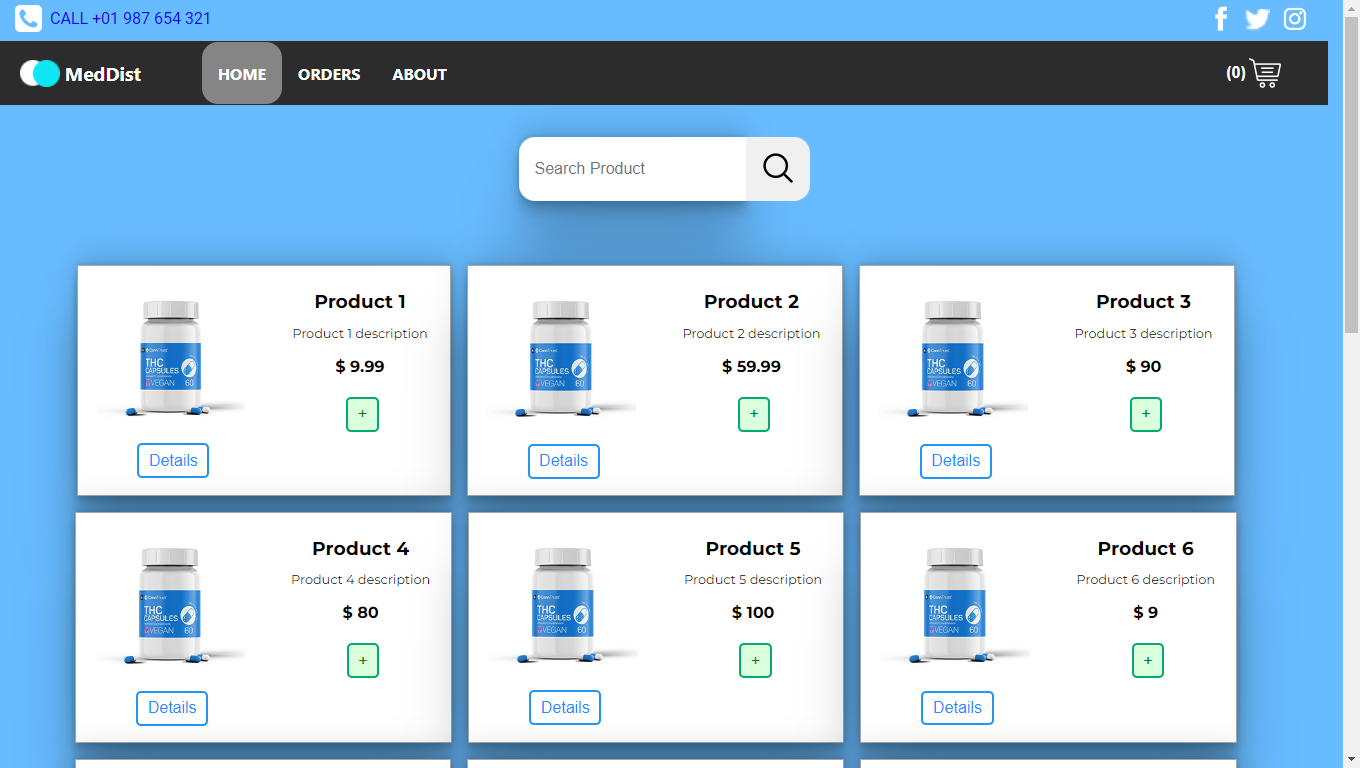 CALL +01 987 654 321
MedDist
HOME
ORDERS
ABOUT
(0)
Search Product
Product 1
Product 1 description
$ 9.99
+
THC
CAPSULES
VEGAN 60
Details
Product 2
Product 2 description
$ 59.99
+
THC
CAPSULES
VEGAN 60
Details
Product 3
Product 3 description
$ 90
+
THC
CAPSULES
VEGAN 60
Details
Product 4
Product 4 description
$ 80
+
THC
CAPSULES
VEGAN 60
Details
Product 5
Product 5 description
$ 100
+
THC
CAPSULES
VEGAN 60
Details
Product 6
Product 6 description
$ 9
+
THC
CAPSULES
VEGAN 60
Details